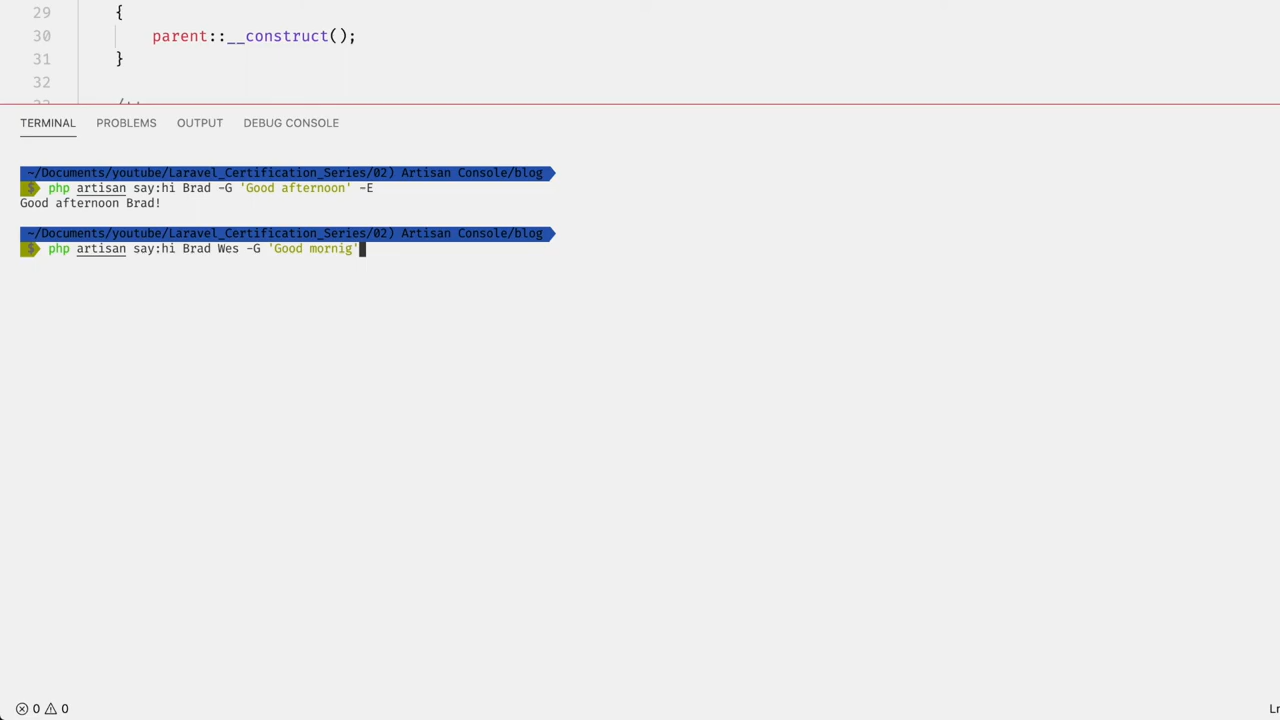 29 {
30 parent::__construct();
31 }
32
33 /**
TERMINAL PROBLEMS OUTPUT DEBUG CONSOLE
~/Documents/youtube/Laravel_Certification_Series/02) Artisan Console/blog
$ php artisan say:hi Brad -G 'Good afternoon' -E
Good afternoon Brad!
~/Documents/youtube/Laravel_Certification_Series/02) Artisan Console/blog
$ php artisan say:hi Brad Wes -G 'Good mornig'
0 0
Ln